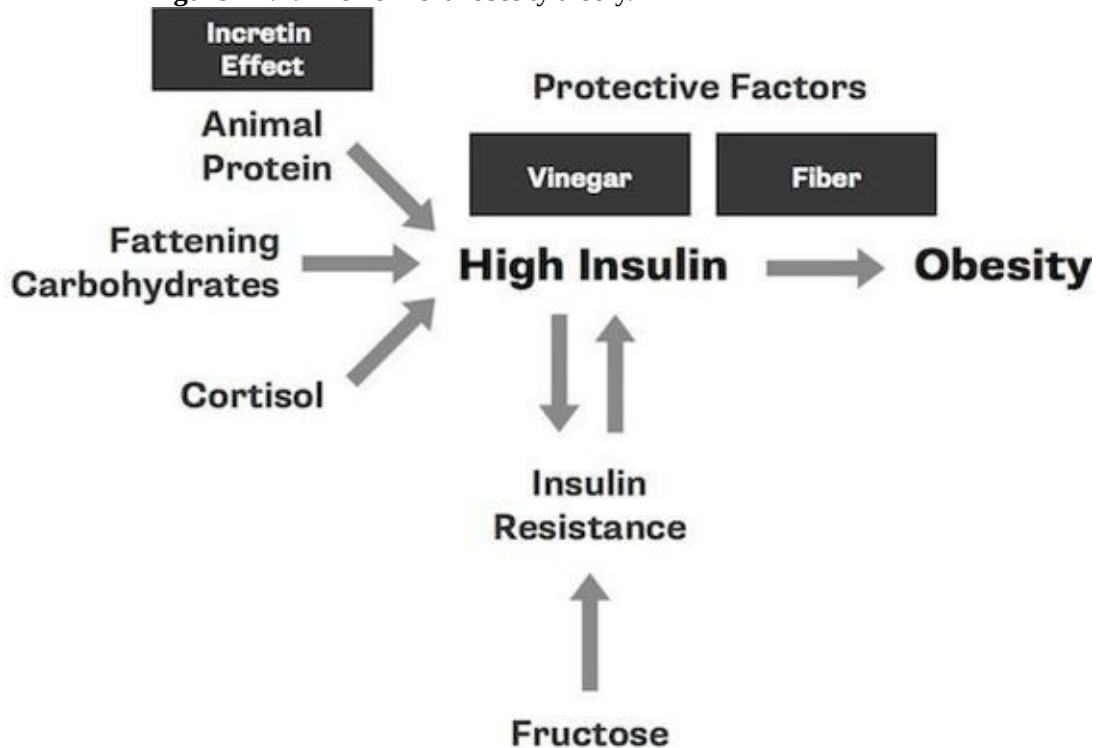 Incretin
Effect
Protective Factors
Animal
Protein
Vinegar
Fiber
Fattening
Carbohydrates
High Insulin
Obesity
Cortisol
Insulin
Resistance
Fructose